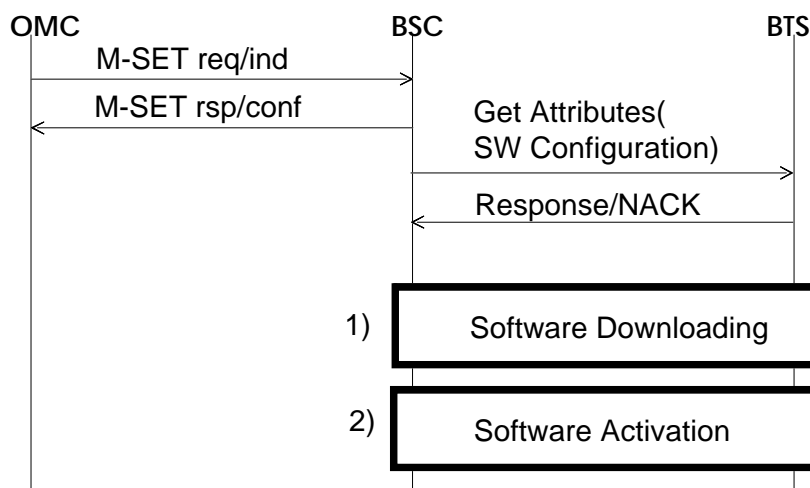 OMC BSC BTS
M-SET req/ind
M-SET rsp/conf
Get Attributes(
SW Configuration)
Response/NACK
1) Software Downloading
2) Software Activation